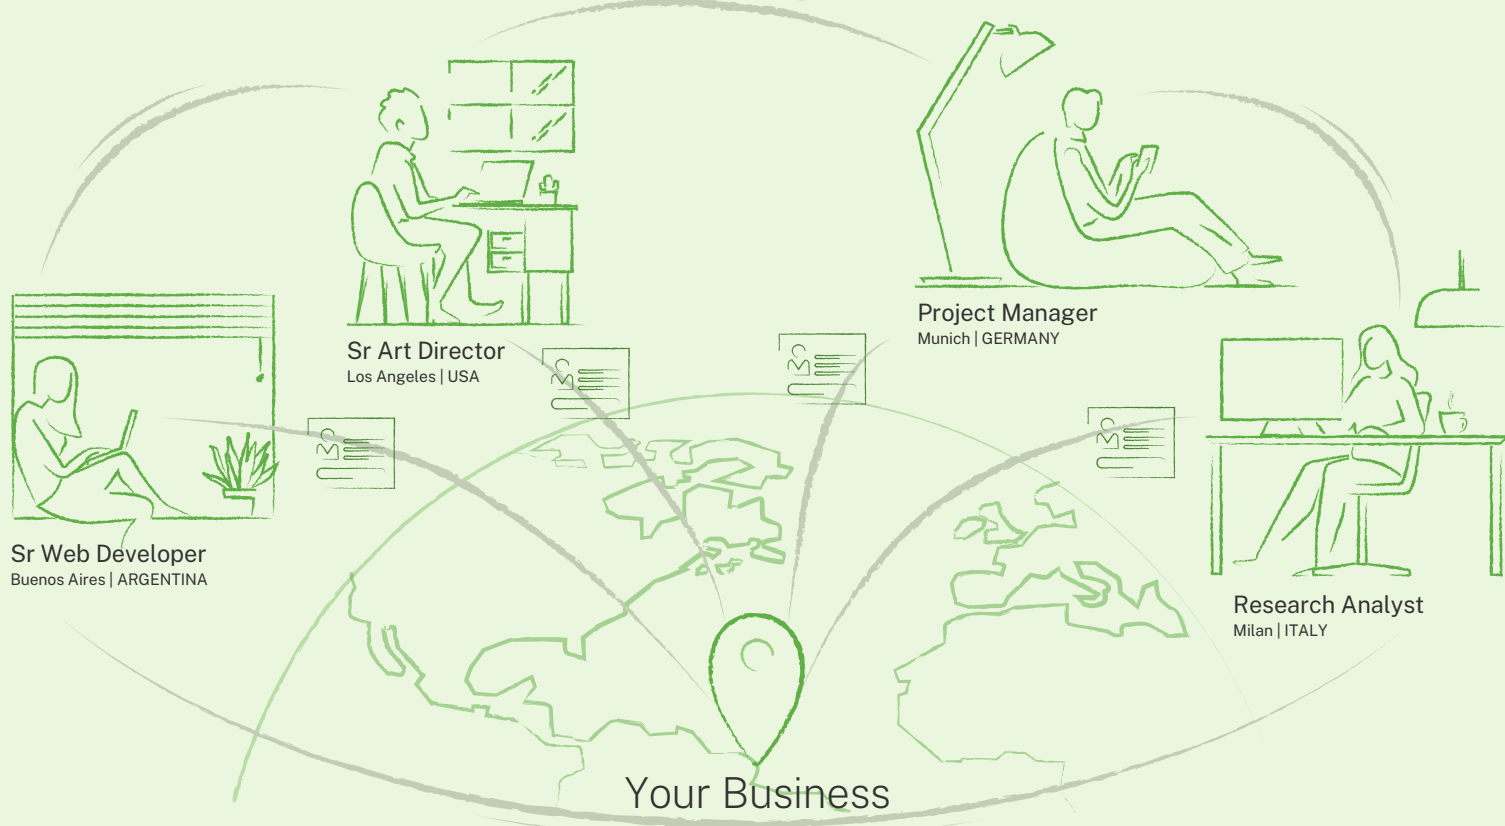 Sr Art Director
Los Angeles | USA
Project Manager
Munich | GERMANY
Sr Web Developer
Buenos Aires | ARGENTINA
Research Analyst
Milan | ITALY
Your Business